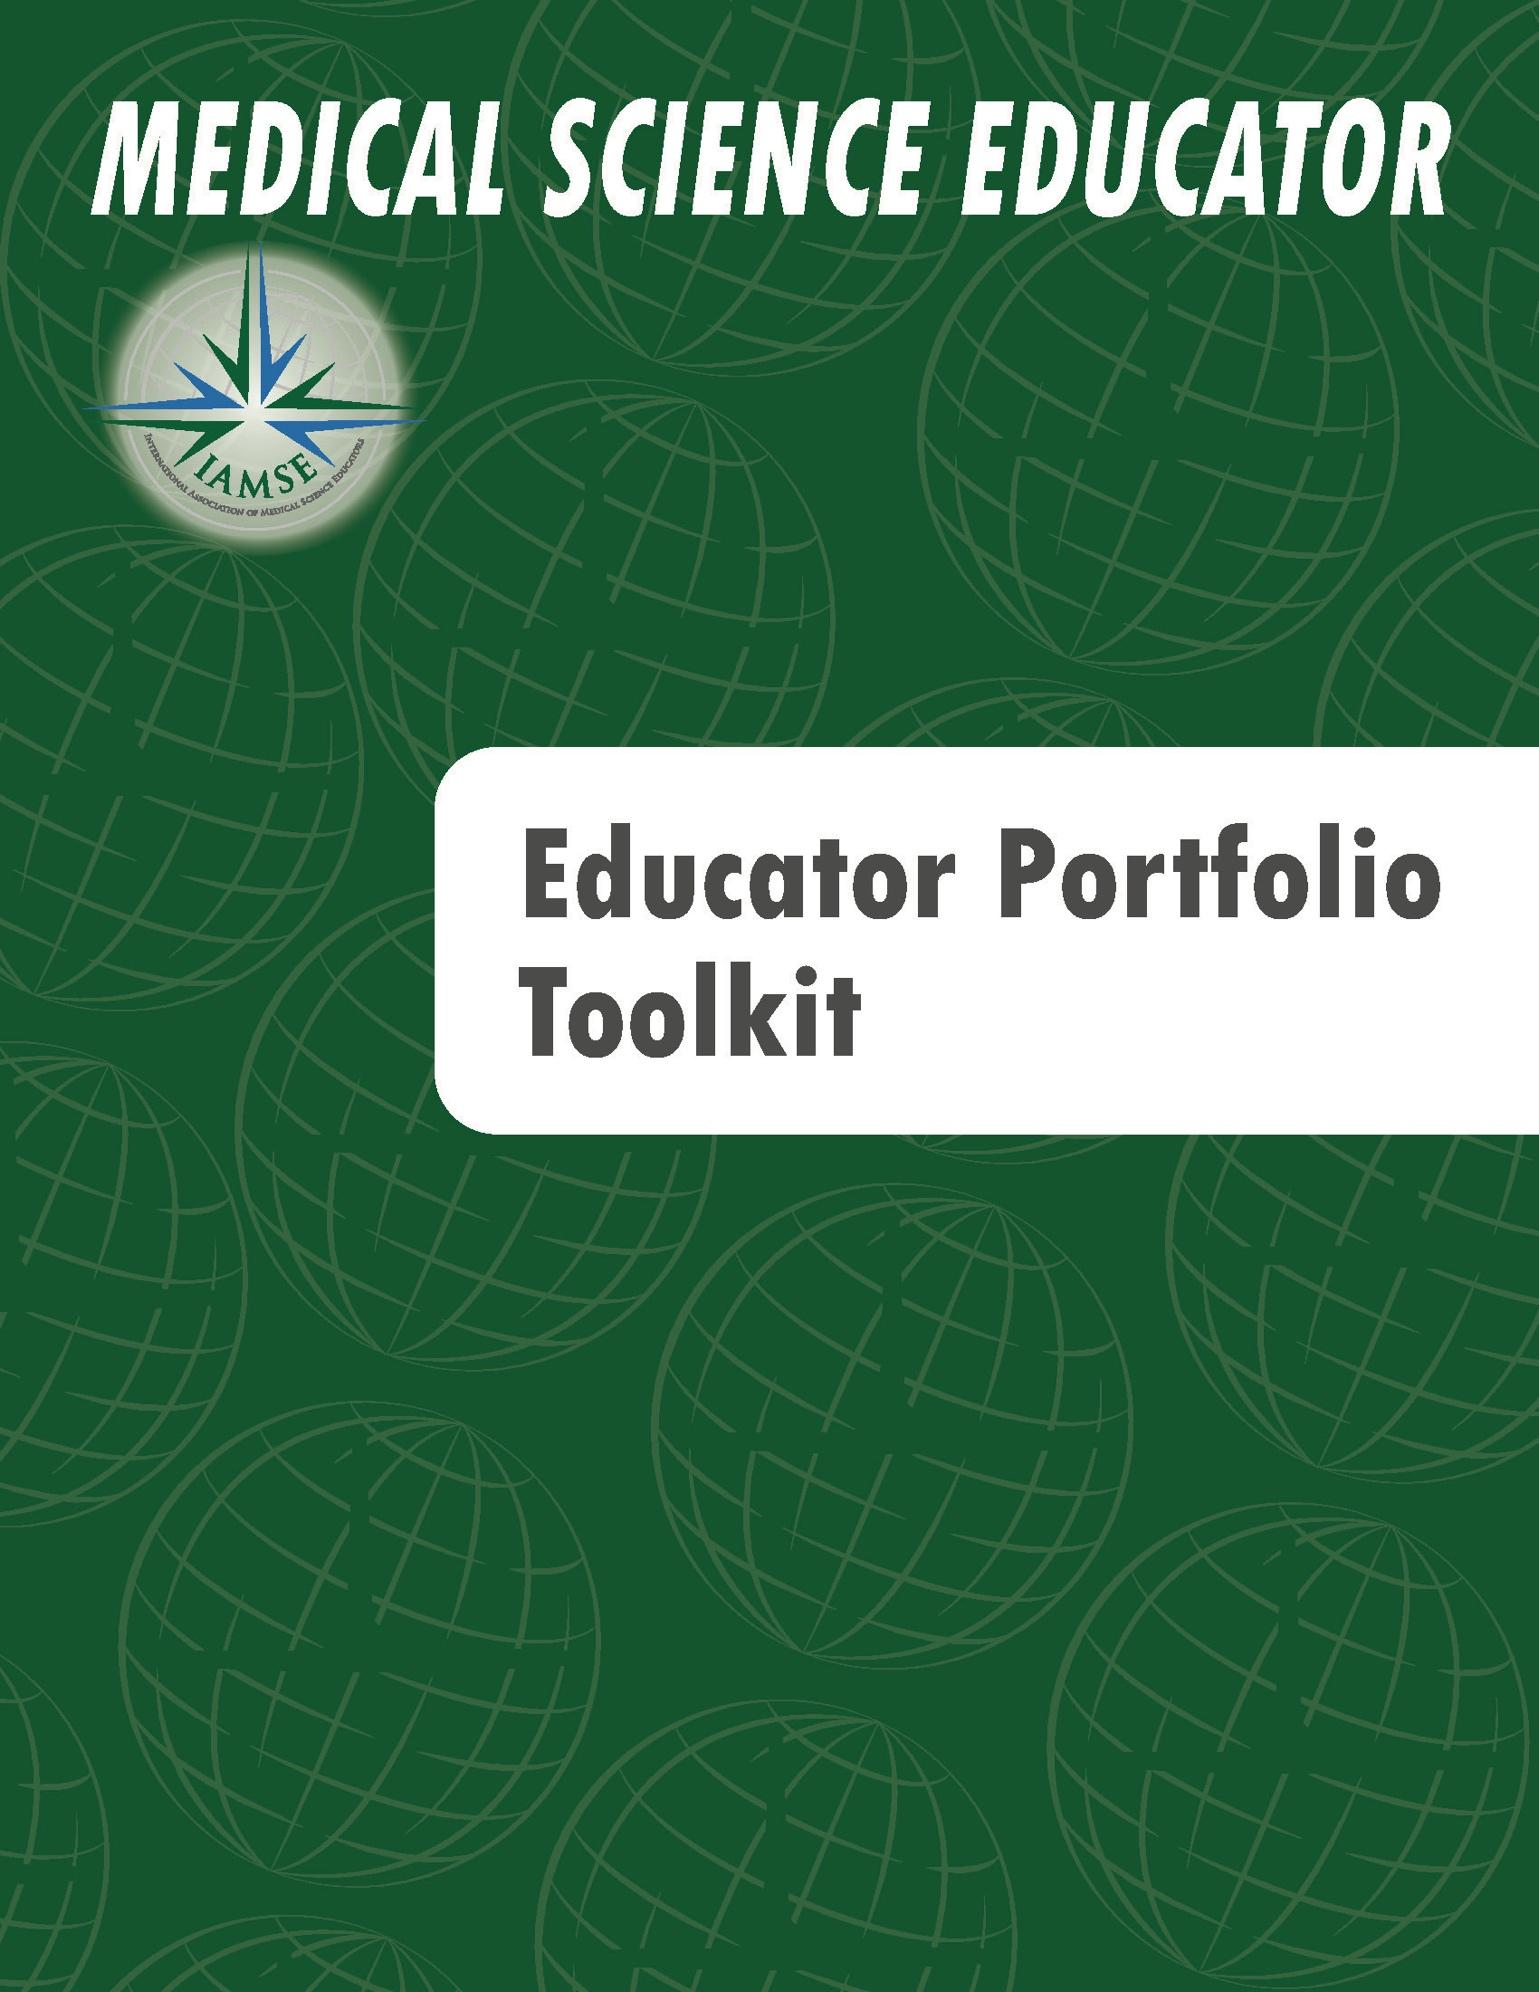 MEDICAL SCIENCE EDUCATOR
IAMSE
INTERNATIONAL ASSOCIATION OF MEDICAL SCIENCE EDUCATORS
Educator Portfolio
Toolkit